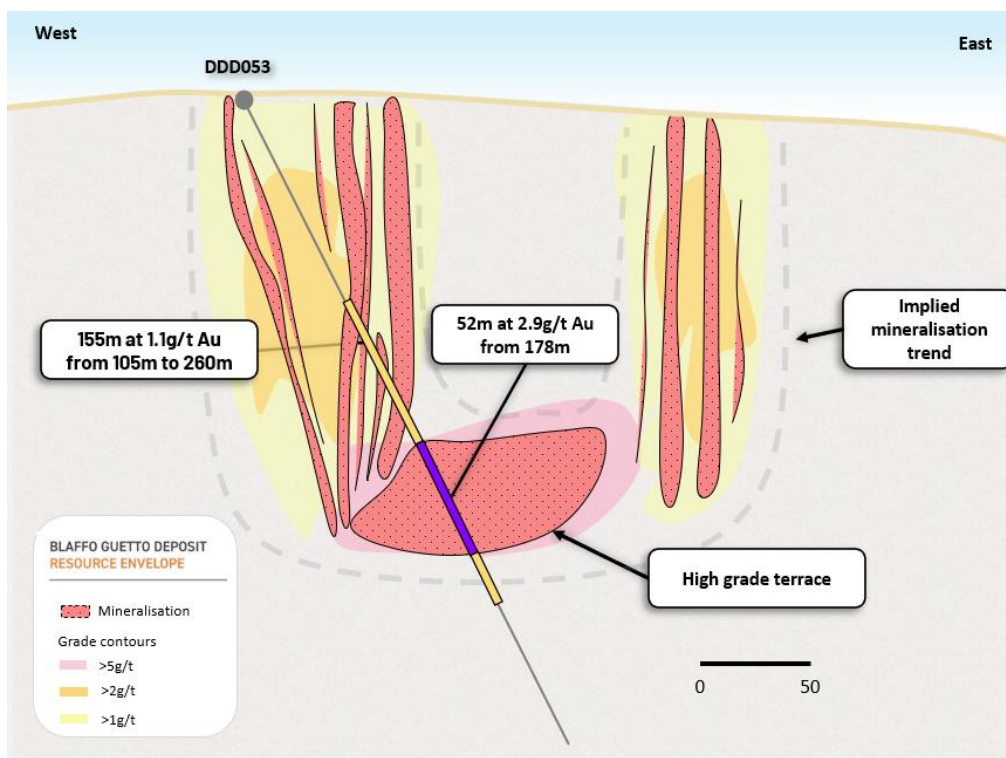 West
East
DDD053
155m at 1.1g/t Au
from 105m to 260m
52m at 2.9g/t Au
from 178m
Implied
mineralisation
trend
High grade terrace
BLAFFO GUETTO DEPOSIT
RESOURCE ENVELOPE
Mineralisation
Grade contours
>5g/t
>2g/t
>1g/t
0 50